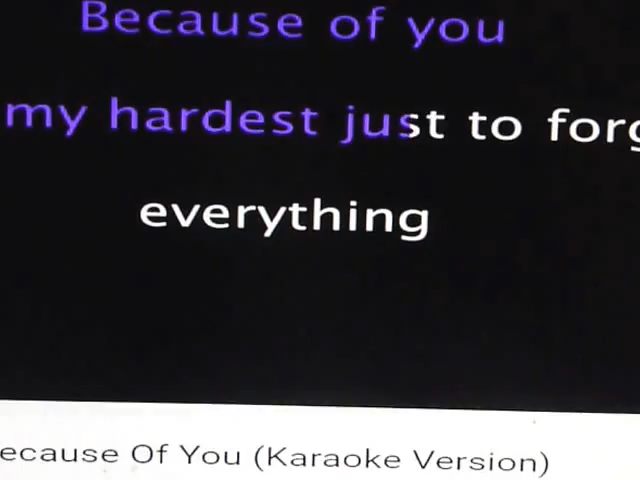 Because of you
my hardest just to forg
everything
ecause Of You (Karaoke Version)